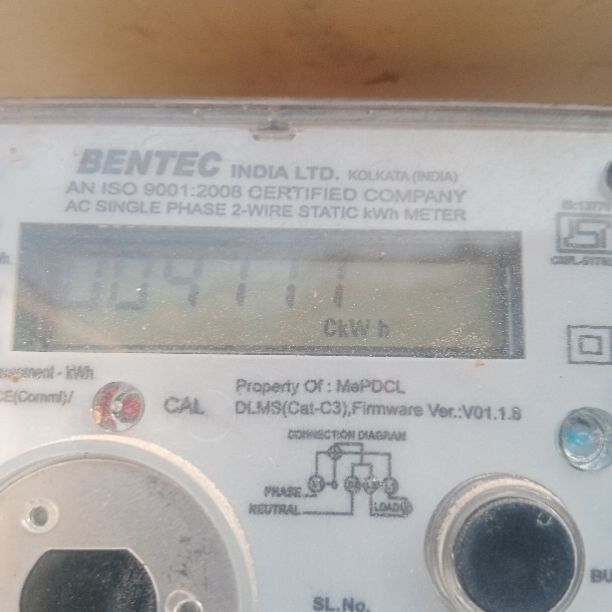 BENTEC INDIA LTD. KOLKATA (INDIA)
AN ISO 9001:2008 CERTIFIED COMPANY
AC SINGLE PHASE 2-WIRE STATIC kWh METER
CkW h
- kWh
CAL
Property Of : MePDCL
DLMS(Cat-C3),Firmware Ver.:V01.1.8
CONNECTION DIAGRAM
PHASE
NEUTRAL
LOAD
SL.No.